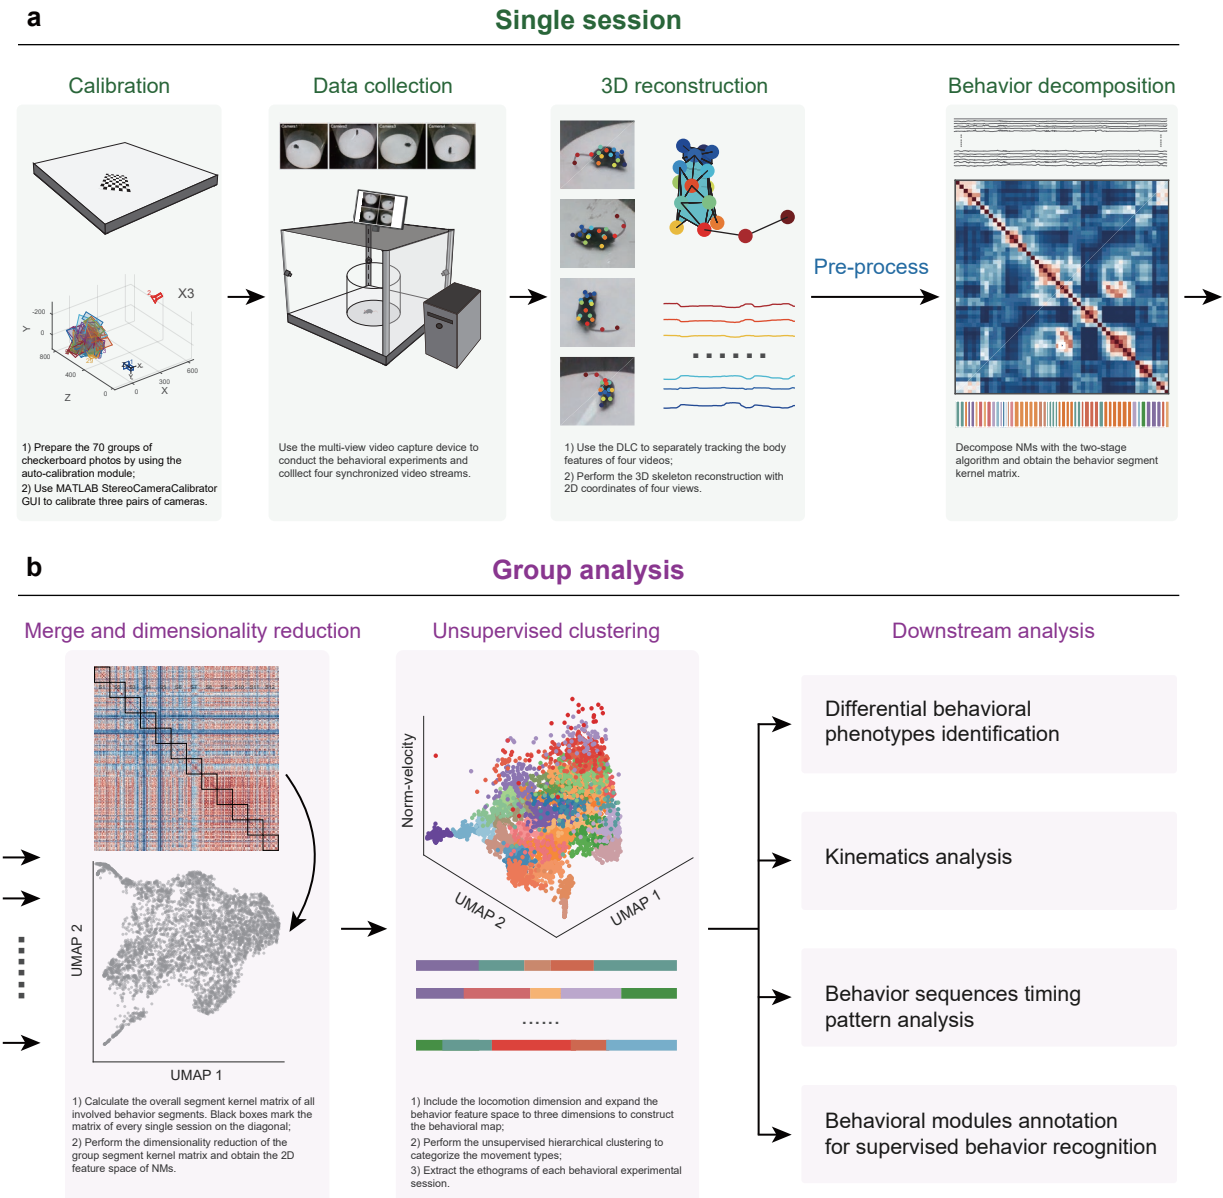 a
Single session
Calibration
Data collection
3D reconstruction
Behavior decomposition
Camera1
Camera2
Camera3
Camera4
X3
2
-200
Y
0
600
400
Z
0
0
X
300
600
Pre-process
1) Prepare the 70 groups of
checkerboard photos by using the
auto-calibration module;
2) Use MATLAB StereoCameraCalibrator
GUI to calibrate three pairs of cameras.
Use the multi-view video capture device to
conduct the behavioral experiments and
colllect four synchronized video streams.
1) Use the DLC to separately tracking the body
features of four videos;
2) Perform the 3D skeleton reconstruction with
2D coordinates of four views.
Decompose NMs with the two-stage
algorithm and obtain the behavior segment
kernel matrix.
b
Group analysis
Merge and dimensionality reduction
Unsupervised clustering
Downstream analysis
UMAP 2
UMAP 1
1) Calculate the overall segment kernel matrix of all
involved behavior segments. Black boxes mark the
matrix of every single session on the diagonal;
2) Perform the dimensionality reduction of the
group segment kernel matrix and obtain the 2D
feature space of NMs.
Norm-velocity
UMAP 2
UMAP 1
......
1) Include the locomotion dimension and expand the
behavior feature space to three dimensions to construct
the behavioral map;
2) Perform the unsupervised hierarchical clustering to
categorize the movement types;
3) Extract the ethograms of each behavioral experimental
session.
Differential behavioral
phenotypes identification
Kinematics analysis
Behavior sequences timing
pattern analysis
Behavioral modules annotation
for supervised behavior recognition